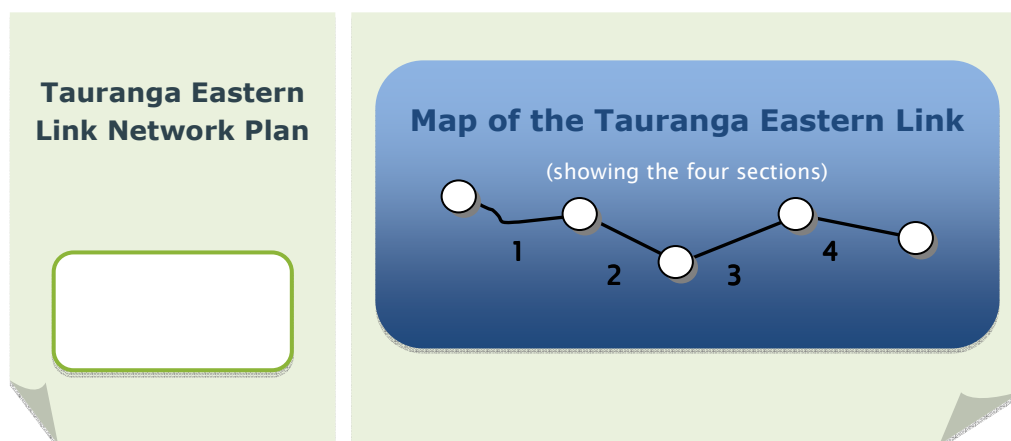 Tauranga Eastern
Link Network Plan
Map of the Tauranga Eastern Link
(showing the four sections)
1
2
3
4